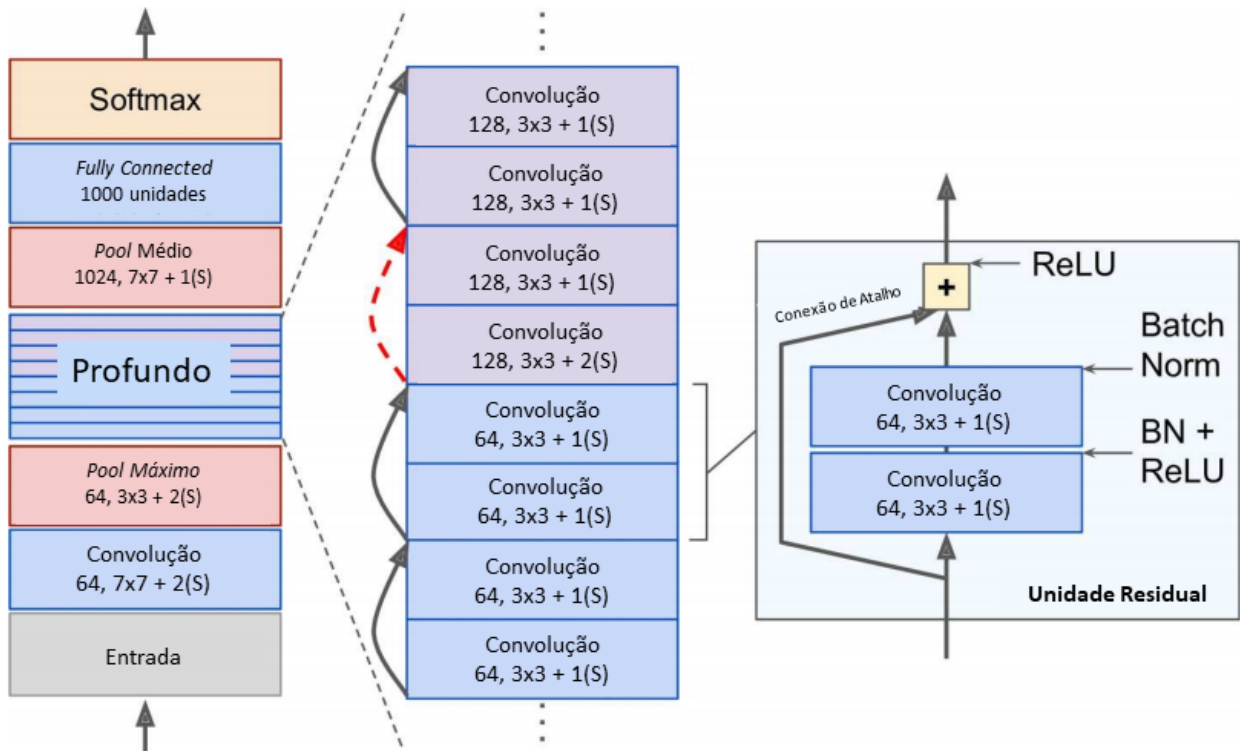 Softmax
Fully Connected
1000 unidades
Pool Médio
1024, 7x7 + 1(S)
Profundo
Pool Máximo
64, 3x3 + 2(S)
Convolução
64, 7x7 + 2(S)
Entrada
Convolução
128, 3x3 + 1(S)
Convolução
128, 3x3 + 1(S)
Convolução
128, 3x3 + 1(S)
Convolução
128, 3x3 + 2(S)
Convolução
64, 3x3 + 1(S)
Convolução
64, 3x3 + 1(S)
Convolução
64, 3x3 + 1(S)
Convolução
64, 3x3 + 1(S)
+
ReLU
Conexão de Atalho
Batch
Norm
Convolução
64, 3x3 + 1(S)
BN +
ReLU
Convolução
64, 3x3 + 1(S)
Unidade Residual